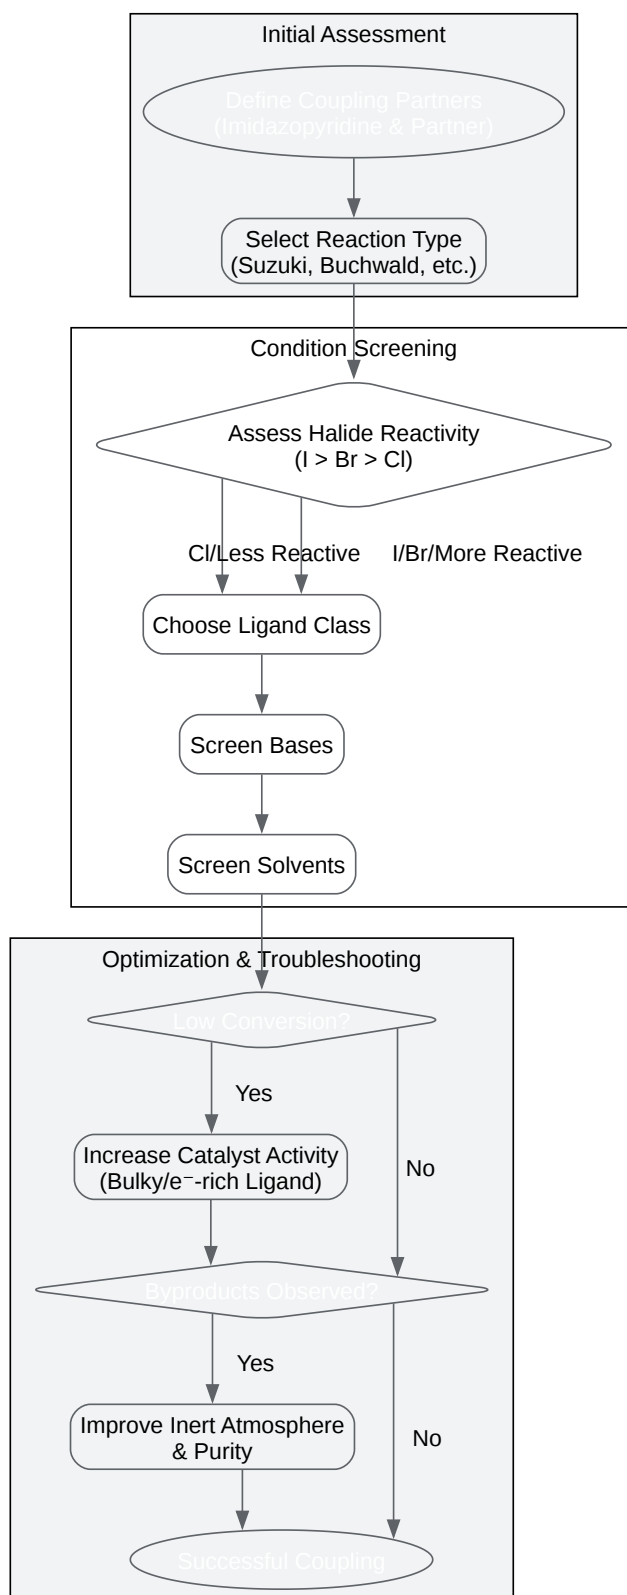 Initial Assessment
Define Coupling Partners
(Imidazopyridine & Partner)
Select Reaction Type
(Suzuki, Buchwald, etc.)
Condition Screening
Assess Halide Reactivity
(I > Br > Cl)
Cl/Less Reactive
I/Br/More Reactive
Choose Ligand Class
Screen Bases
Screen Solvents
Optimization & Troubleshooting
Low Conversion?
Yes
Increase Catalyst Activity
(Bulky/e⁻-rich Ligand)
No
Byproducts Observed?
Yes
Improve Inert Atmosphere
& Purity
No
Successful Coupling